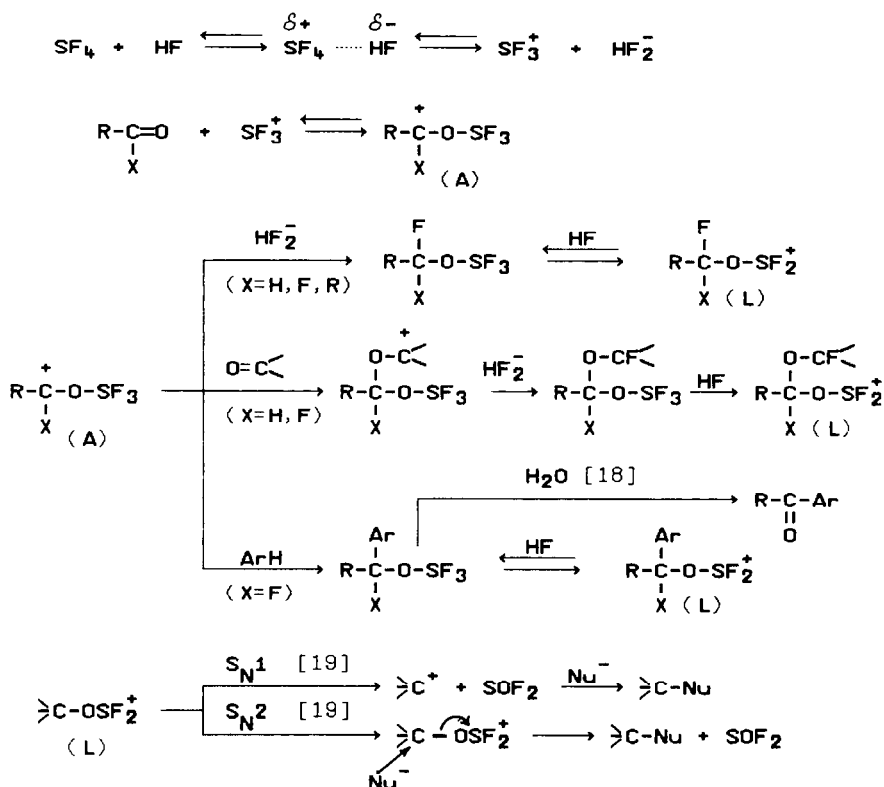 δ+ δ−
SF4 + HF ⇌ SF4 ····· HF ⇌ SF3+ + HF2−
R−C=O + SF3+ ⇌ R−C−O−SF3
+
X
(A)
F F
HF2− HF
R−C−O−SF3 ⇌ R−C−O−SF2+
(X=H, F, R)
X X (L)
+
O−C O−CF O−CF
O=C HF2− HF
R−C−O−SF3 → R−C−O−SF3 → R−C−O−SF3 → R−C−O−SF2+
+
(X=H, F)
X X X X
(A) (L)
H2O [18]
R−C−Ar
O
Ar Ar
ArH HF
R−C−O−SF3 ⇌ R−C−O−SF2+
(X=F)
X X (L)
SN1 [19]
C+ + SOF2 Nu− → C−Nu
C−OSF2+
SN2 [19]
(L)
C−OSF2+ → C−Nu + SOF2
Nu−